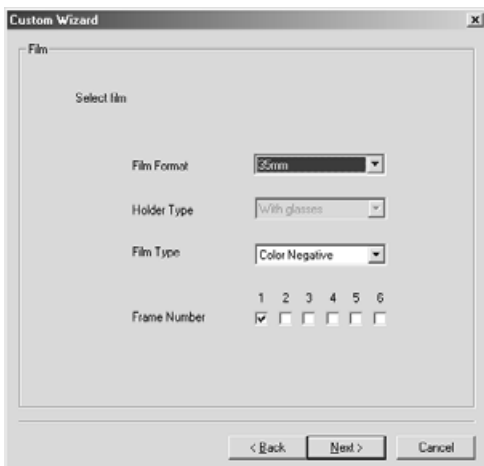 Custom Wizard
Film
Select film
Film Format 35mm
Holder Type With glasses
Film Type Color Negative
1 2 3 4 5 6
Frame Number
< Back Next > Cancel